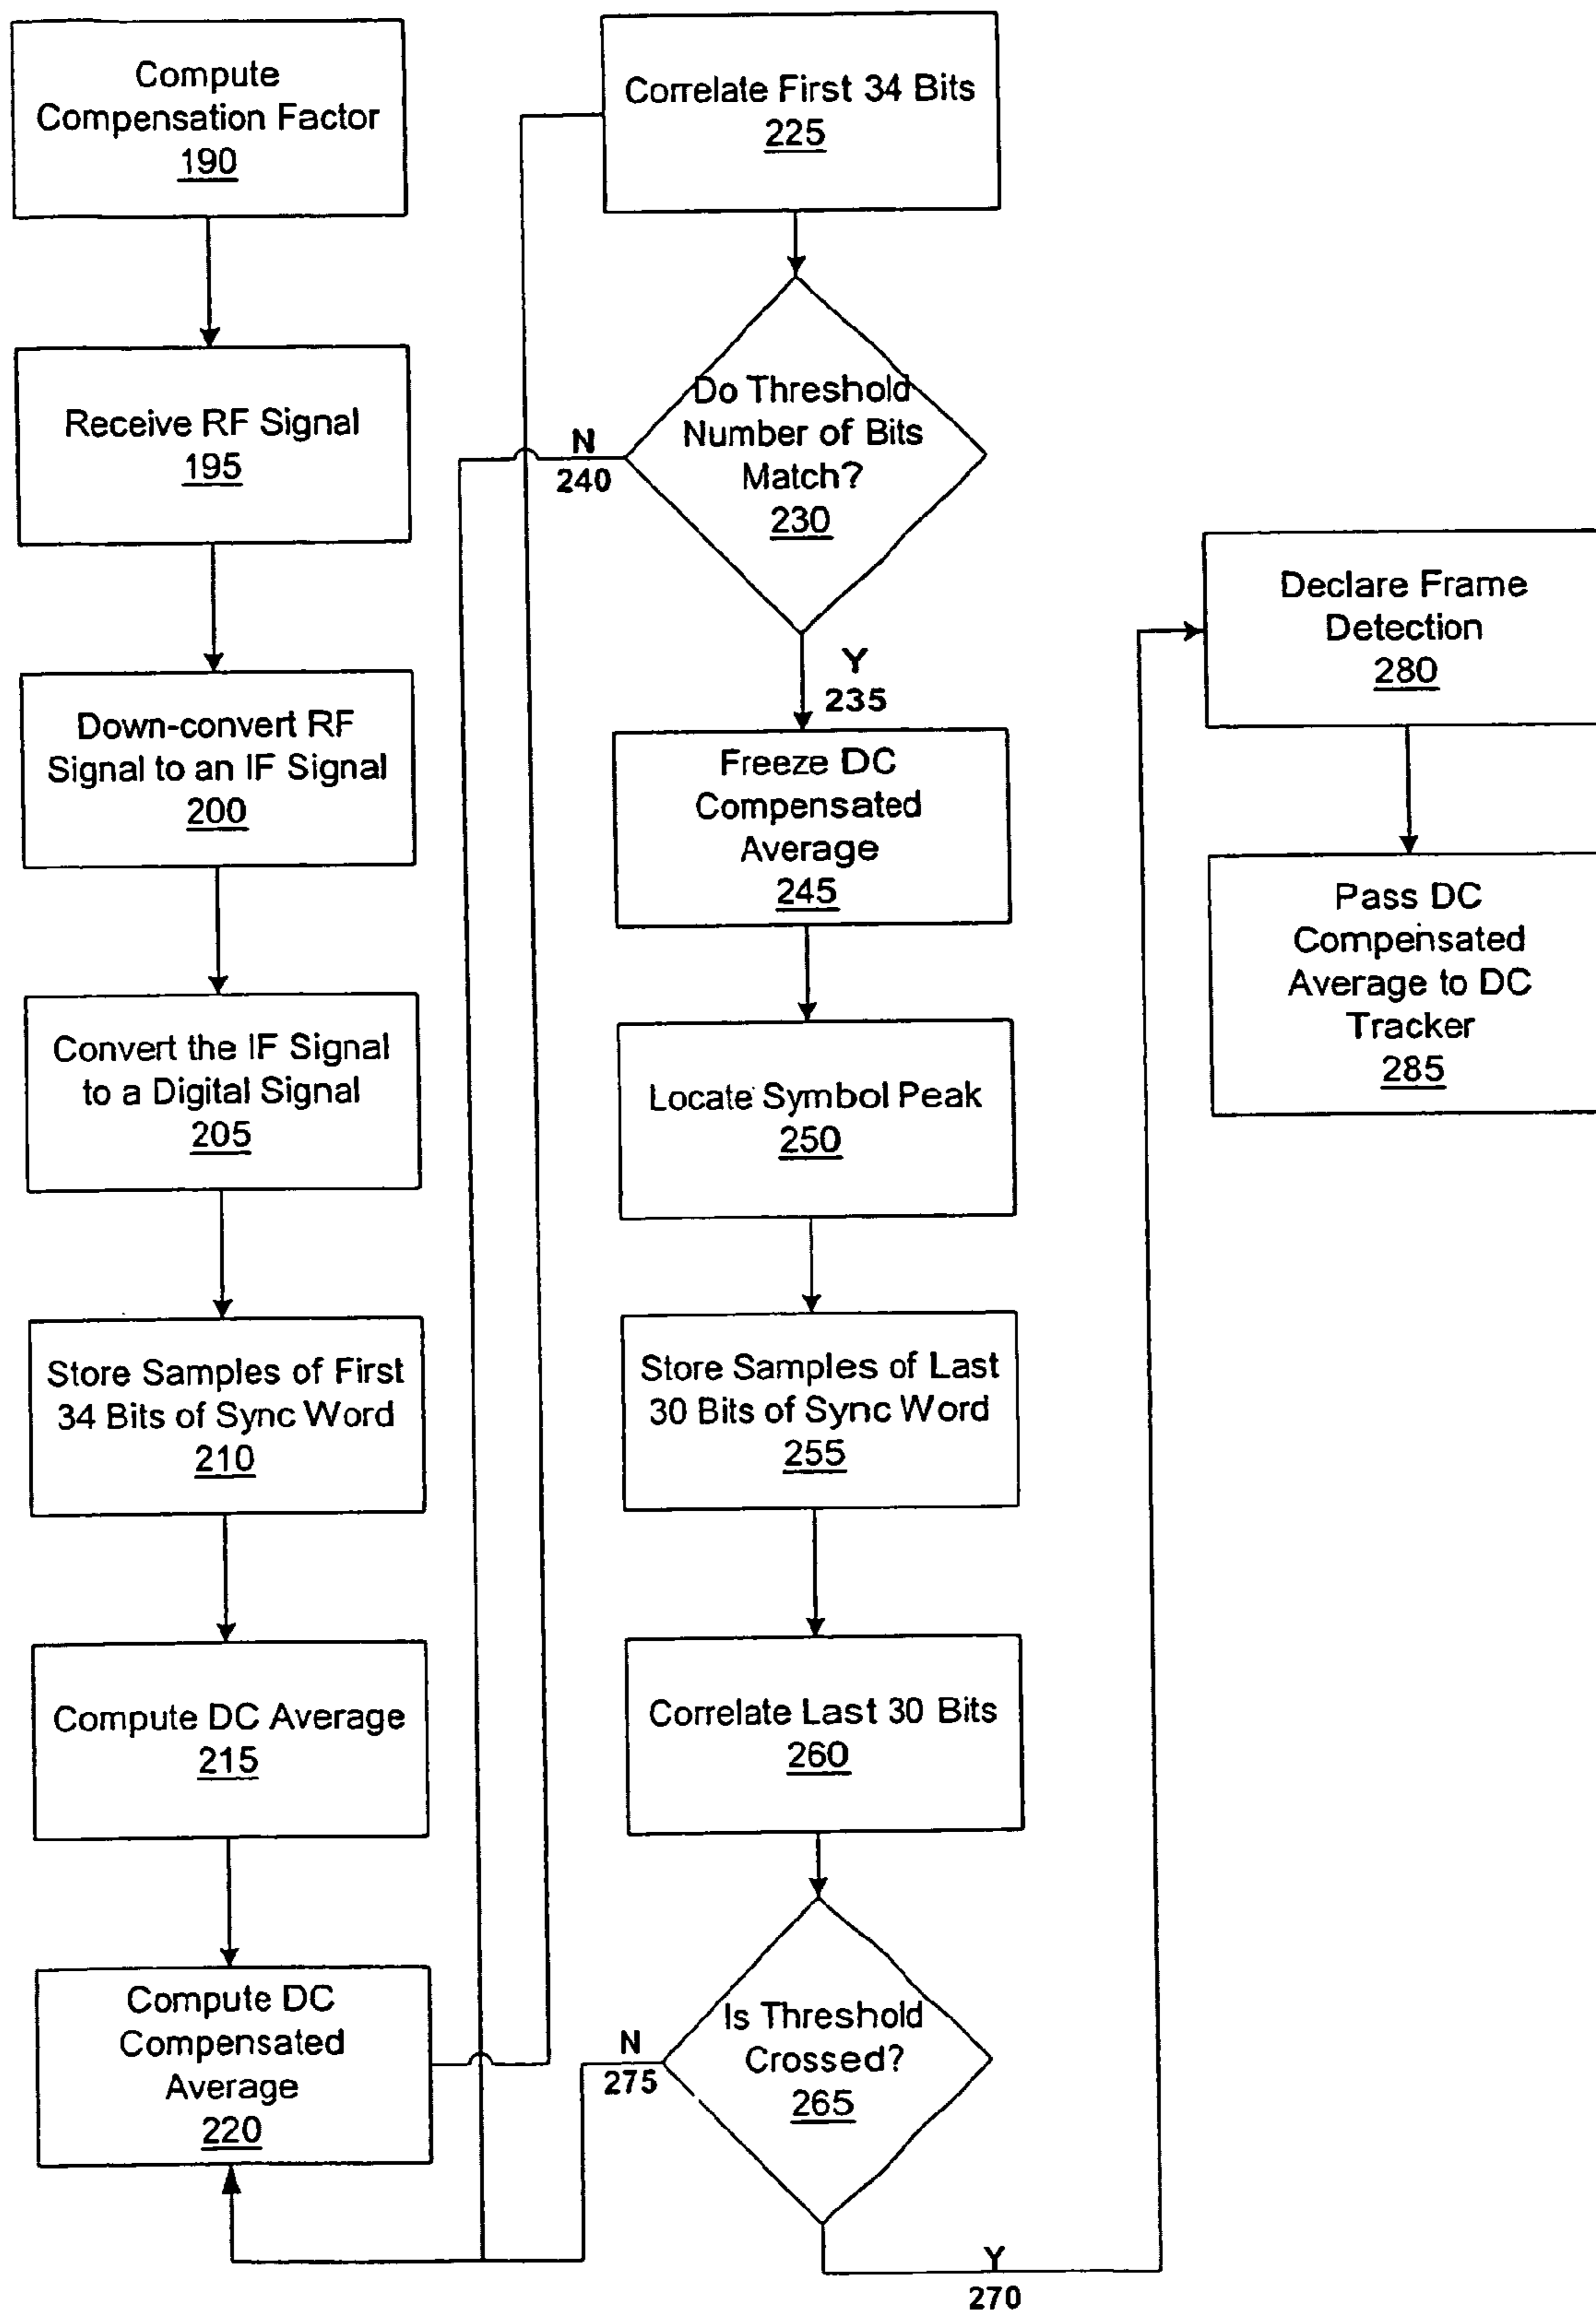 Compute
Compensation Factor
190
Receive RF Signal
195
Down-convert RF
Signal to an IF Signal
200
Convert the IF Signal
to a Digital Signal
205
Store Samples of First
34 Bits of Sync Word
210
Compute DC Average
215
Compute DC
Compensated
Average
220
Correlate First 34 Bits
225
Do Threshold
Number of Bits
Match?
230
N
240
Y
235
Freeze DC
Compensated
Average
245
Locate Symbol Peak
250
Store Samples of Last
30 Bits of Sync Word
255
Correlate Last 30 Bits
260
Is Threshold
Crossed?
265
N
275
Y
270
Declare Frame
Detection
280
Pass DC
Compensated
Average to DC
Tracker
285